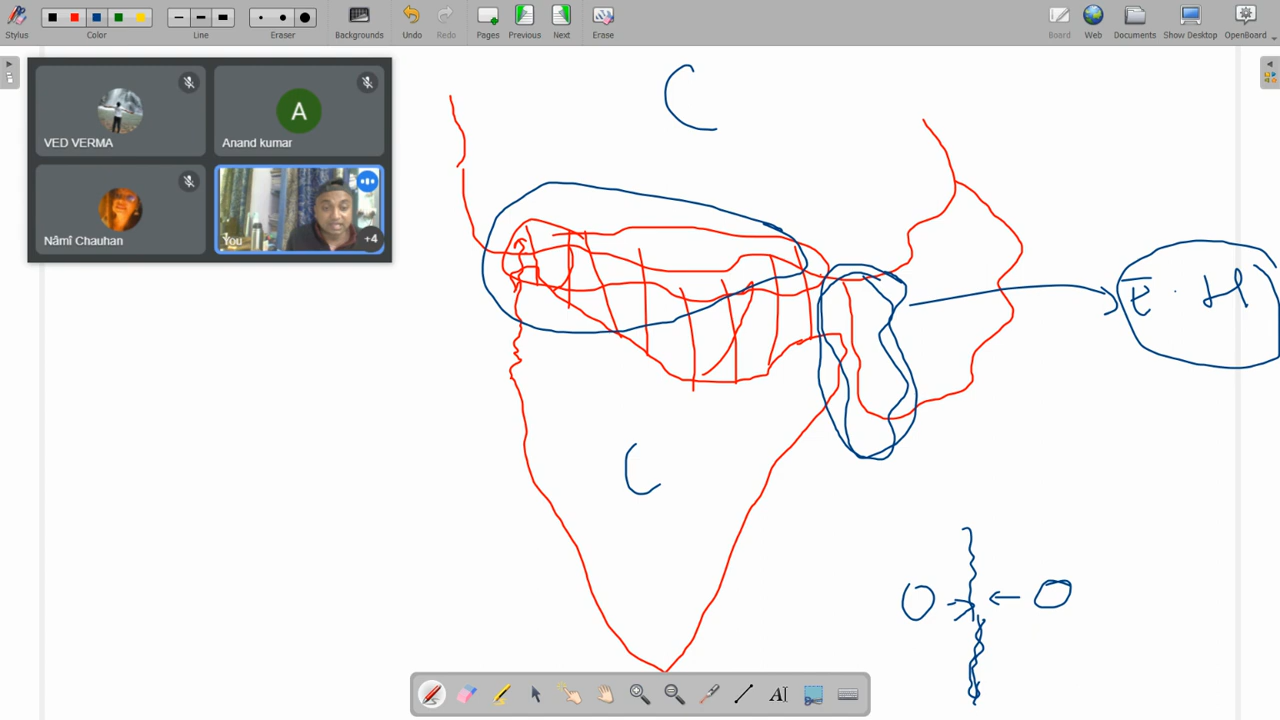 Stylus
Color
Line
Eraser
Backgrounds
Undo
Redo
Pages
Previous
Next
Erase
Board
Web
Documents
Show Desktop
OpenBoard
VED VERMA
A
Anand kumar
Nâmî Chauhan
You
+4
C
E. H
C